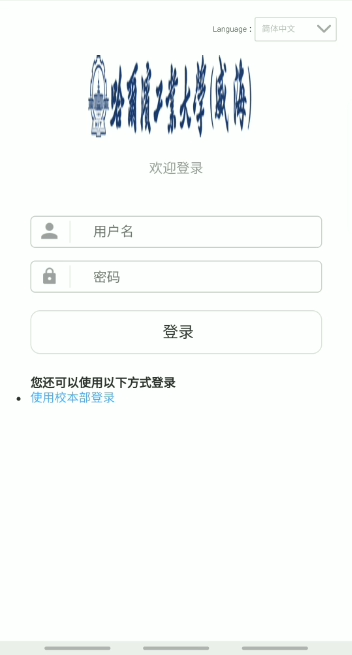 Language：
简体中文
哈尔滨工业大学(威海)
欢迎登录
用户名
密码
登录
您还可以使用以下方式登录
使用校本部登录